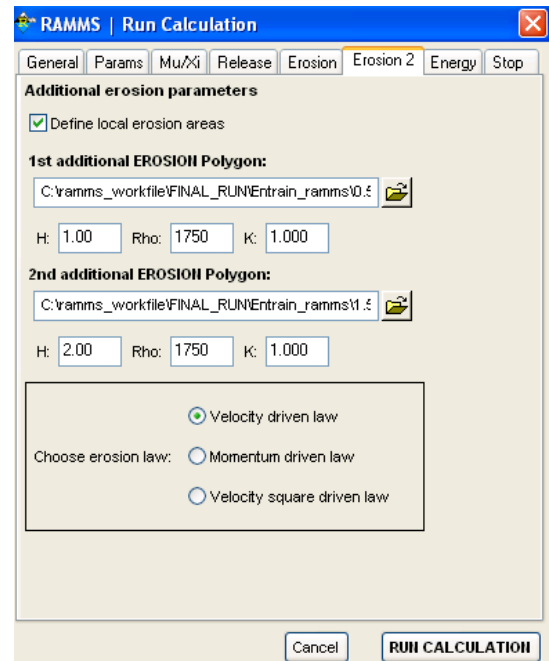 RAMMS | Run Calculation
General Params Mu/Xi Release Erosion Erosion 2 Energy Stop
Additional erosion parameters
Define local erosion areas
1st additional EROSION Polygon:
C:\ramms_workfile\FINAL_RUN\Entrain_ramms\0.5
H: 1.00 Rho: 1750 K: 1.000
2nd additional EROSION Polygon:
C:\ramms_workfile\FINAL_RUN\Entrain_ramms\1.5
H: 2.00 Rho: 1750 K: 1.000
Velocity driven law
Choose erosion law: Momentum driven law
Velocity square driven law
Cancel RUN CALCULATION